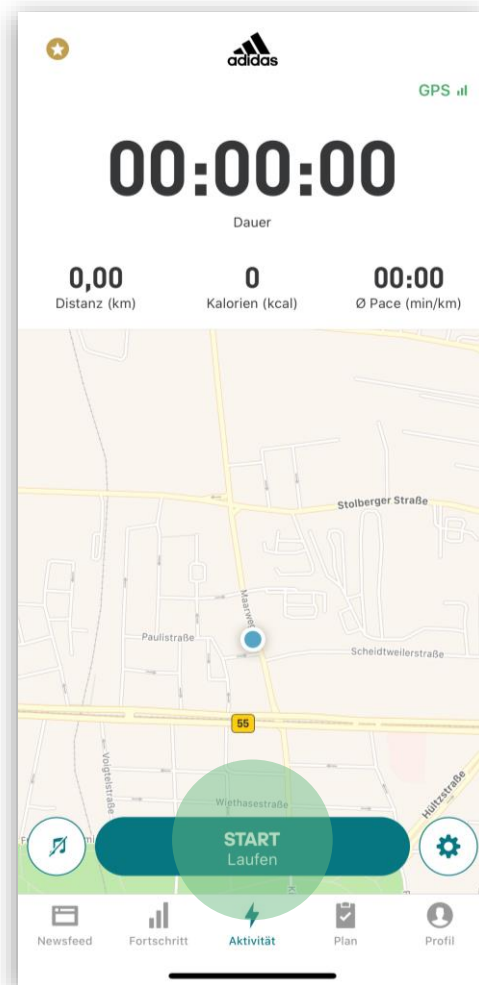 adidas
GPS
00:00:00
Dauer
0,00
Distanz (km)
0
Kalorien (kcal)
00:00
Ø Pace (min/km)
Stolberger Straße
Maarweg
Paulistraße
Scheidtweilerstraße
55
Voigtelstraße
Wiethasestraße
Hültzstraße
START
Laufen
Newsfeed
Fortschritt
Aktivität
Plan
Profil